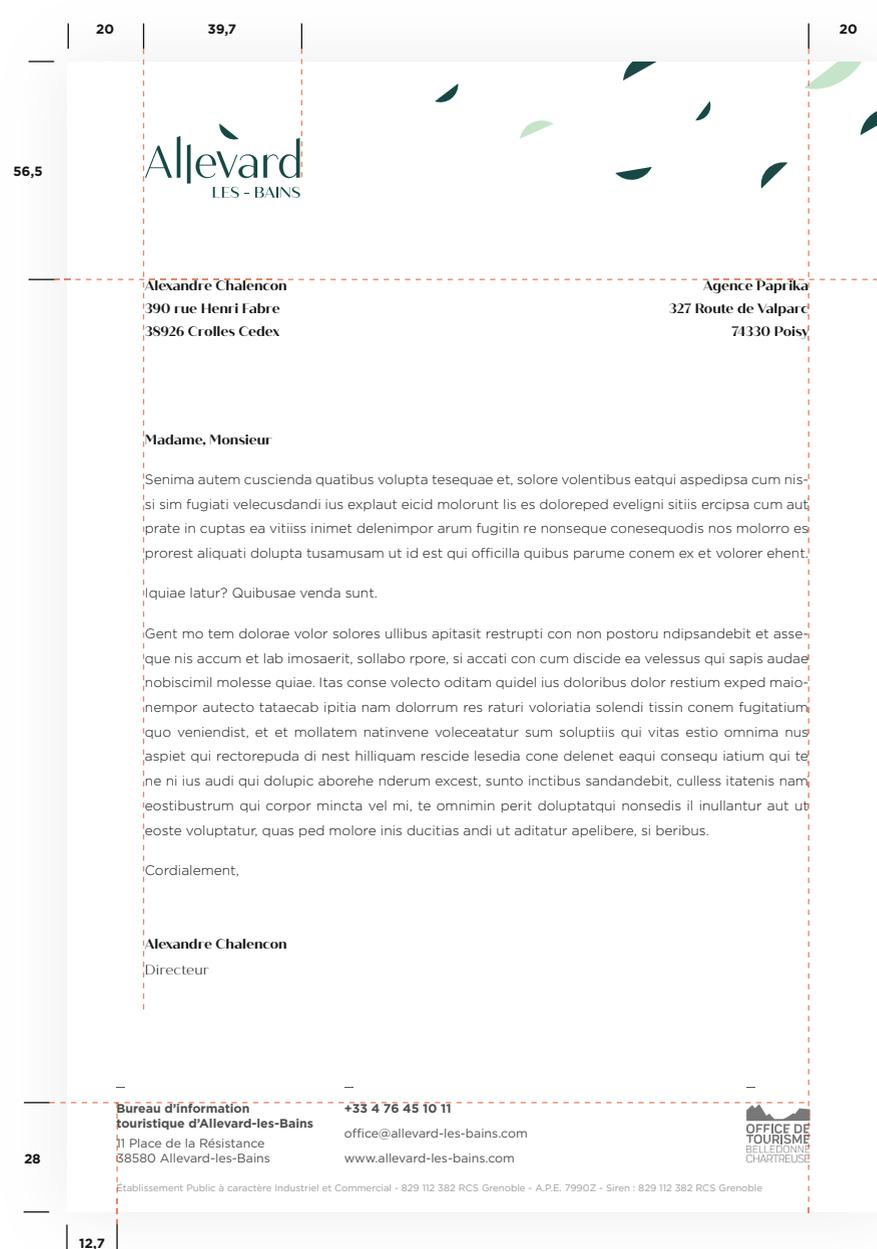 20
39,7
20
56,5
Allevard
LES - BAINS
Alexandre Chalencon
390 rue Henri Fabre
38926 Crolles Cedex
Agence Paprika
327 Route de Valparc
74330 Poisy
Madame, Monsieur
Senima autem cuscienda quatibus volupta tesequae et, solore volentibus eatqui aspedipsa cum nis-
si sim fugiati velecusdandi ius explaut eicid molorunt lis es doloreped eveligni sitiis ercipsa cum aut
prate in cuptas ea vitiiss inimet delenimpor arum fugitin re nonseque conesequodis nos molorro es
prorest aliquati dolupta tusamusam ut id est qui officilla quibus parume conem ex et volorer ehent.
Iquiae latur? Quibusae venda sunt.
Gent mo tem dolorae volor solores ullibus apitasit restrupti con non postoru ndipsandebit et asse-
que nis accum et lab imosaerit, sollabo rpore, si accati con cum discide ea velessus qui sapis audae
nobiscimil molesse quiae. Itas conse volecto oditam quidel ius doloribus dolor restium exped maio-
nempor autecto tataecab ipitia nam dolorrum res raturi voloriatia solendi tissin conem fugitatium
quo veniendist, et et mollatem natinvene voleceatatur sum soluptiis qui vitas estio omnima nus
aspiet qui rectorepuda di nest hilliquam rescide lesedia cone delenet eaqui consequ iatium qui te
ne ni ius audi qui dolupic aborehe nderum excest, sunto inctibus sandandebit, culless itatenis nam
eostibustrum qui corpor mincta vel mi, te omnimin perit doluptatqui nonsedis il inullantur aut ut
eoste voluptatur, quas ped molore inis ducitias andi ut aditatur apelibere, si beribus.
Cordialement,
Alexandre Chalencon
Directeur
Bureau d'information
touristique d'Allevard-les-Bains
11 Place de la Résistance
38580 Allevard-les-Bains
+33 4 76 45 10 11
office@allevard-les-bains.com
www.allevard-les-bains.com
OFFICE DE
TOURISME
BELLEDONNE
CHARTREUSE
28
Établissement Public à caractère Industriel et Commercial - 829 112 382 RCS Grenoble - A.P.E. 7990Z - Siren : 829 112 382 RCS Grenoble
12,7